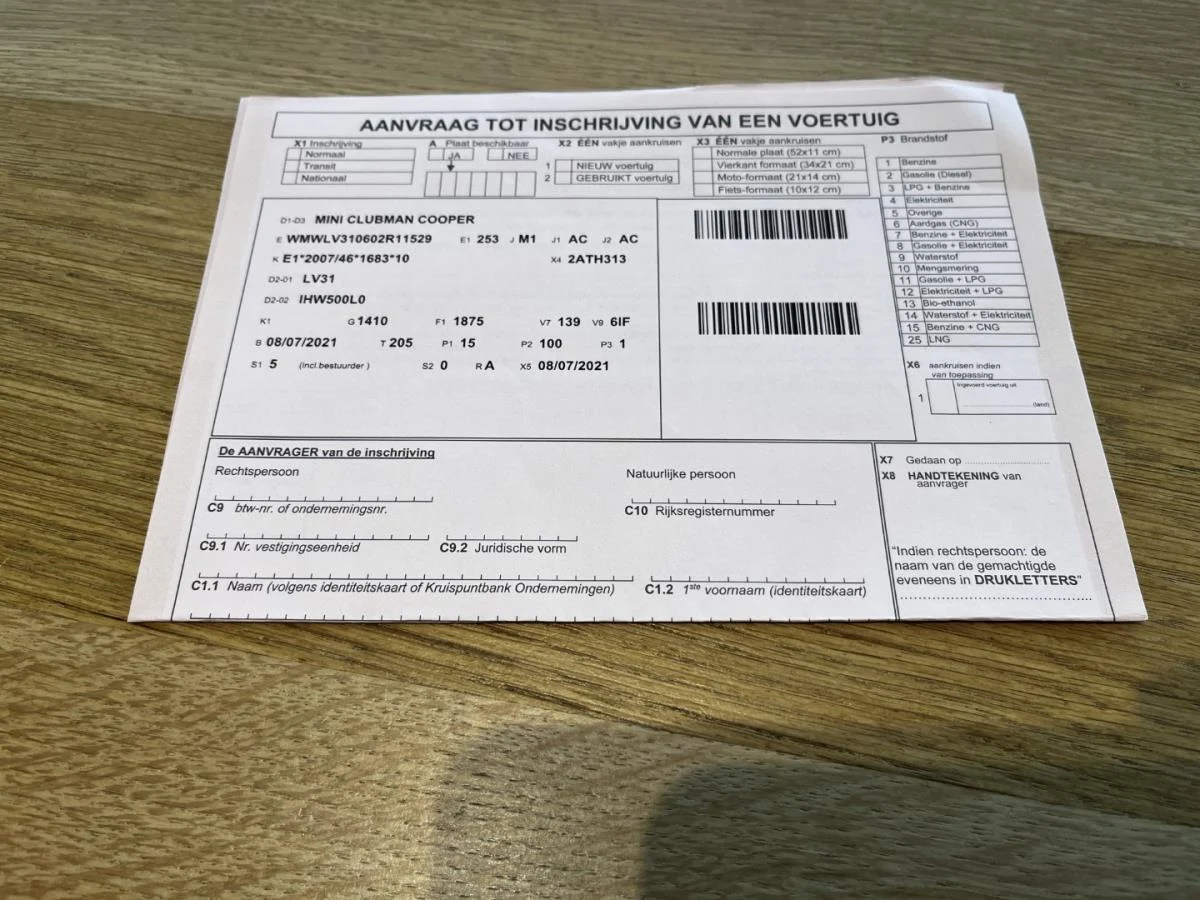 AANVRAAG TOT INSCHRIJVING VAN EEN VOERTUIG
X1 Inschrijving
Normaal
Transit
Nationaal
A Plaat beschikbaar
JA NEE
X2 ÉÉN vakje aankruisen
1 NIEUW voertuig
2 GEBRUIKT voertuig
X3 ÉÉN vakje aankruisen
Normale plaat (52x11 cm)
Vierkant formaat (34x21 cm)
Moto-formaat (21x14 cm)
Fiets-formaat (10x12 cm)
P3 Brandstof
1 Benzine
2 Gasolie (Diesel)
3 LPG + Benzine
4 Elektriciteit
5 Overige
6 Aardgas (CNG)
7 Benzine + Elektriciteit
8 Gasolie + Elektriciteit
9 Waterstof
10 Mengsmering
11 Gasolie + LPG
12 Elektriciteit + LPG
13 Bio-ethanol
14 Waterstof + Elektriciteit
15 Benzine + CNG
25 LNG
X6 aankruisen indien
van toepassing
1 Ingevoerd voertuig uit
(land)
D1-D3 MINI CLUBMAN COOPER
E WMWLV310602R11529 E1 253 J M1 J1 AC J2 AC
K E1*2007/46*1683*10 X4 2ATH313
D2-01 LV31
D2-02 IHW500L0
K1 G 1410 F1 1875 V7 139 V9 6IF
B 08/07/2021 T 205 P1 15 P2 100 P3 1
S1 5 (incl.bestuurder ) S2 0 R A X5 08/07/2021
De AANVRAGER van de inschrijving
Rechtspersoon
Natuurlijke persoon
C9 btw-nr. of ondernemingsnr.
C10 Rijksregisternummer
C9.1 Nr. vestigingseenheid
C9.2 Juridische vorm
C1.1 Naam (volgens identiteitskaart of Kruispuntbank Ondernemingen)
C1.2 1ste voornaam (identiteitskaart)
X7 Gedaan op
X8 HANDTEKENING van
aanvrager
"Indien rechtspersoon: de
naam van de gemachtigde
eveneens in DRUKLETTERS"